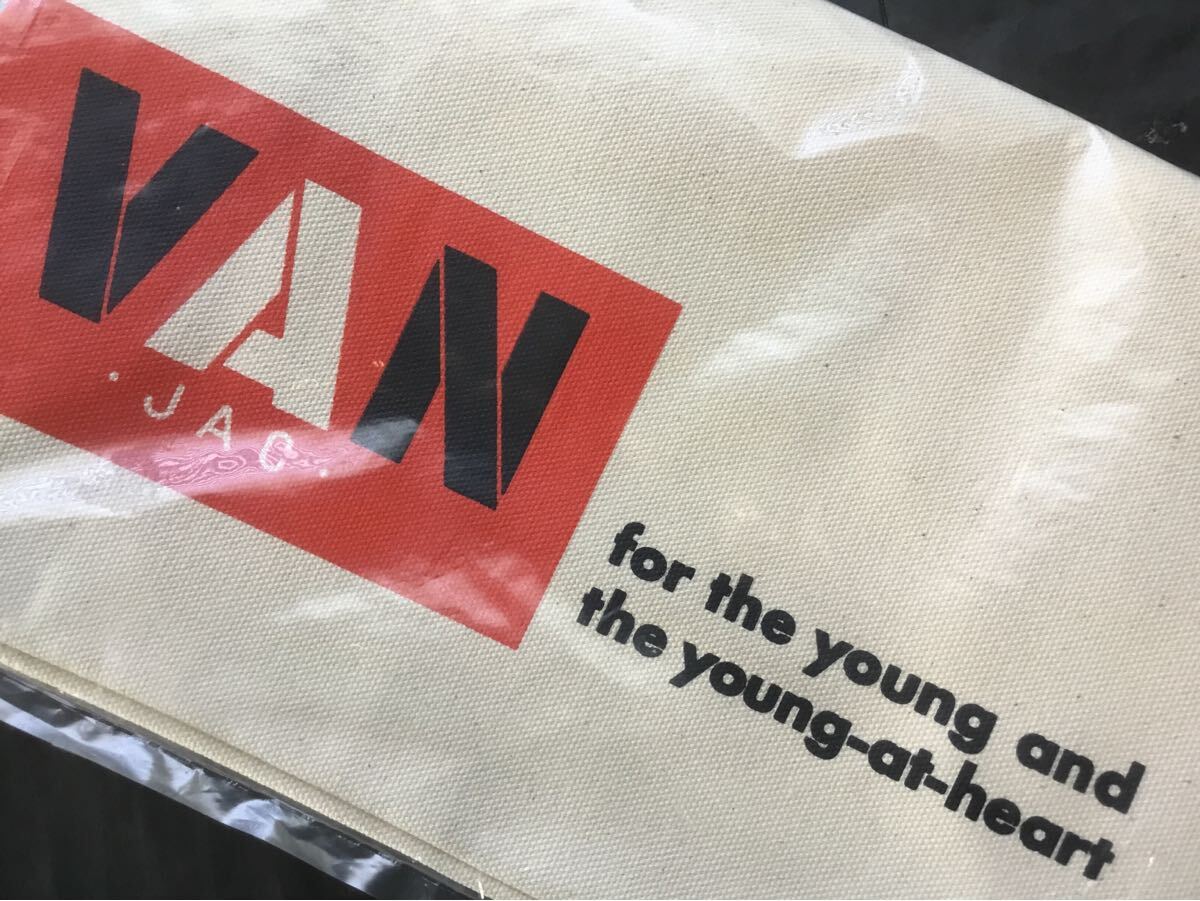 VAN
·JAC·
for the young and
the young-at-heart